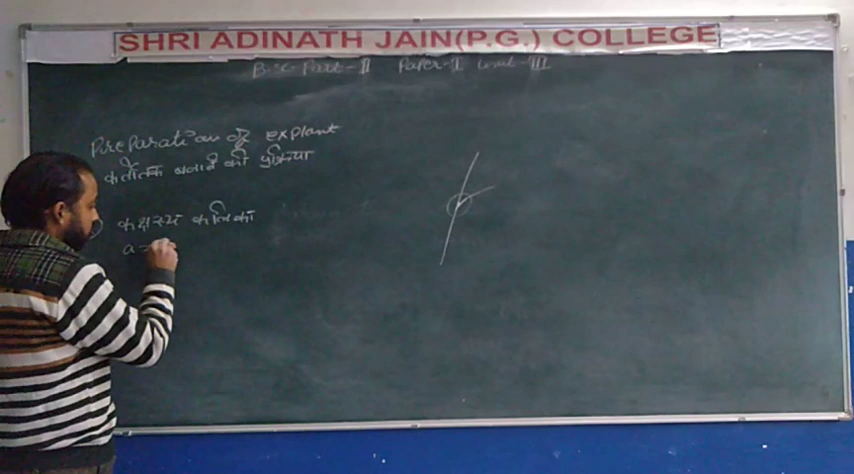 SHRI ADINATH JAIN(P.G.) COLLEGE
B.Sc Part-II Paper-I Unit-III
Preparation of explant
कर्तोतक बनाने की प्रक्रिया
कक्षस्थ कलिका
a